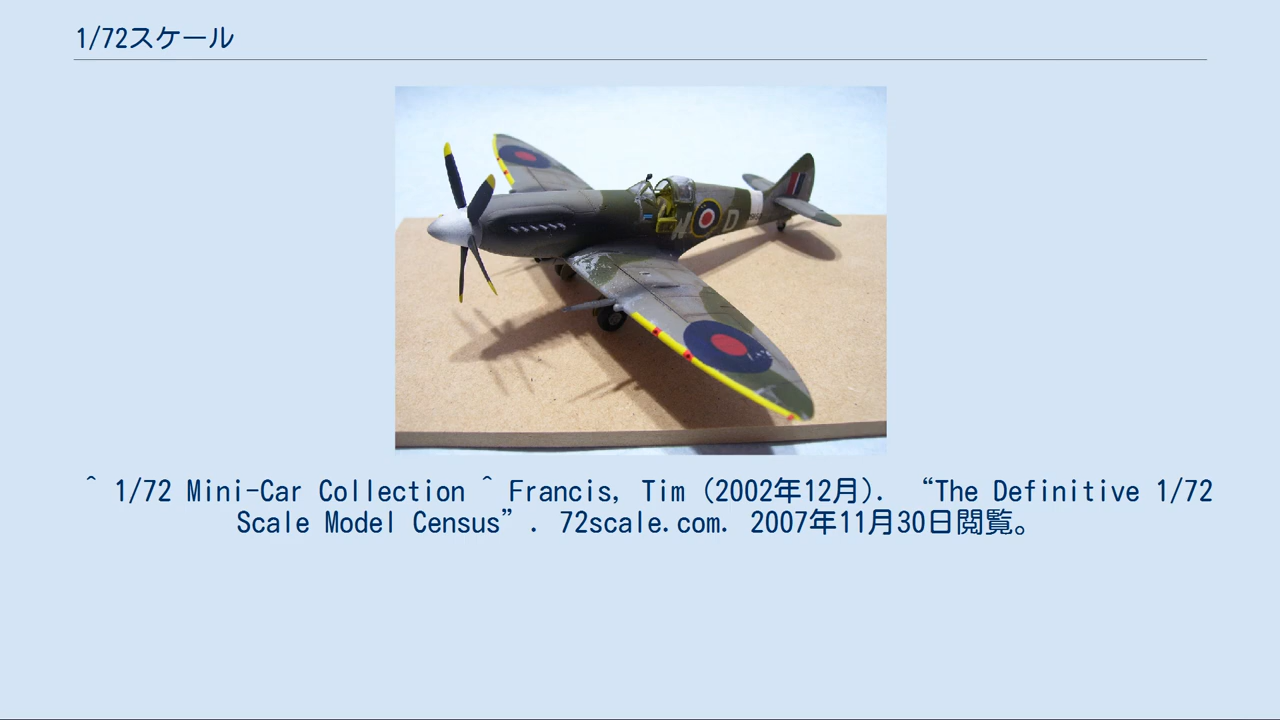 1/72スケール
W D
^ 1/72 Mini-Car Collection ^ Francis, Tim (2002年12月). “The Definitive 1/72
Scale Model Census”. 72scale.com. 2007年11月30日閲覧。